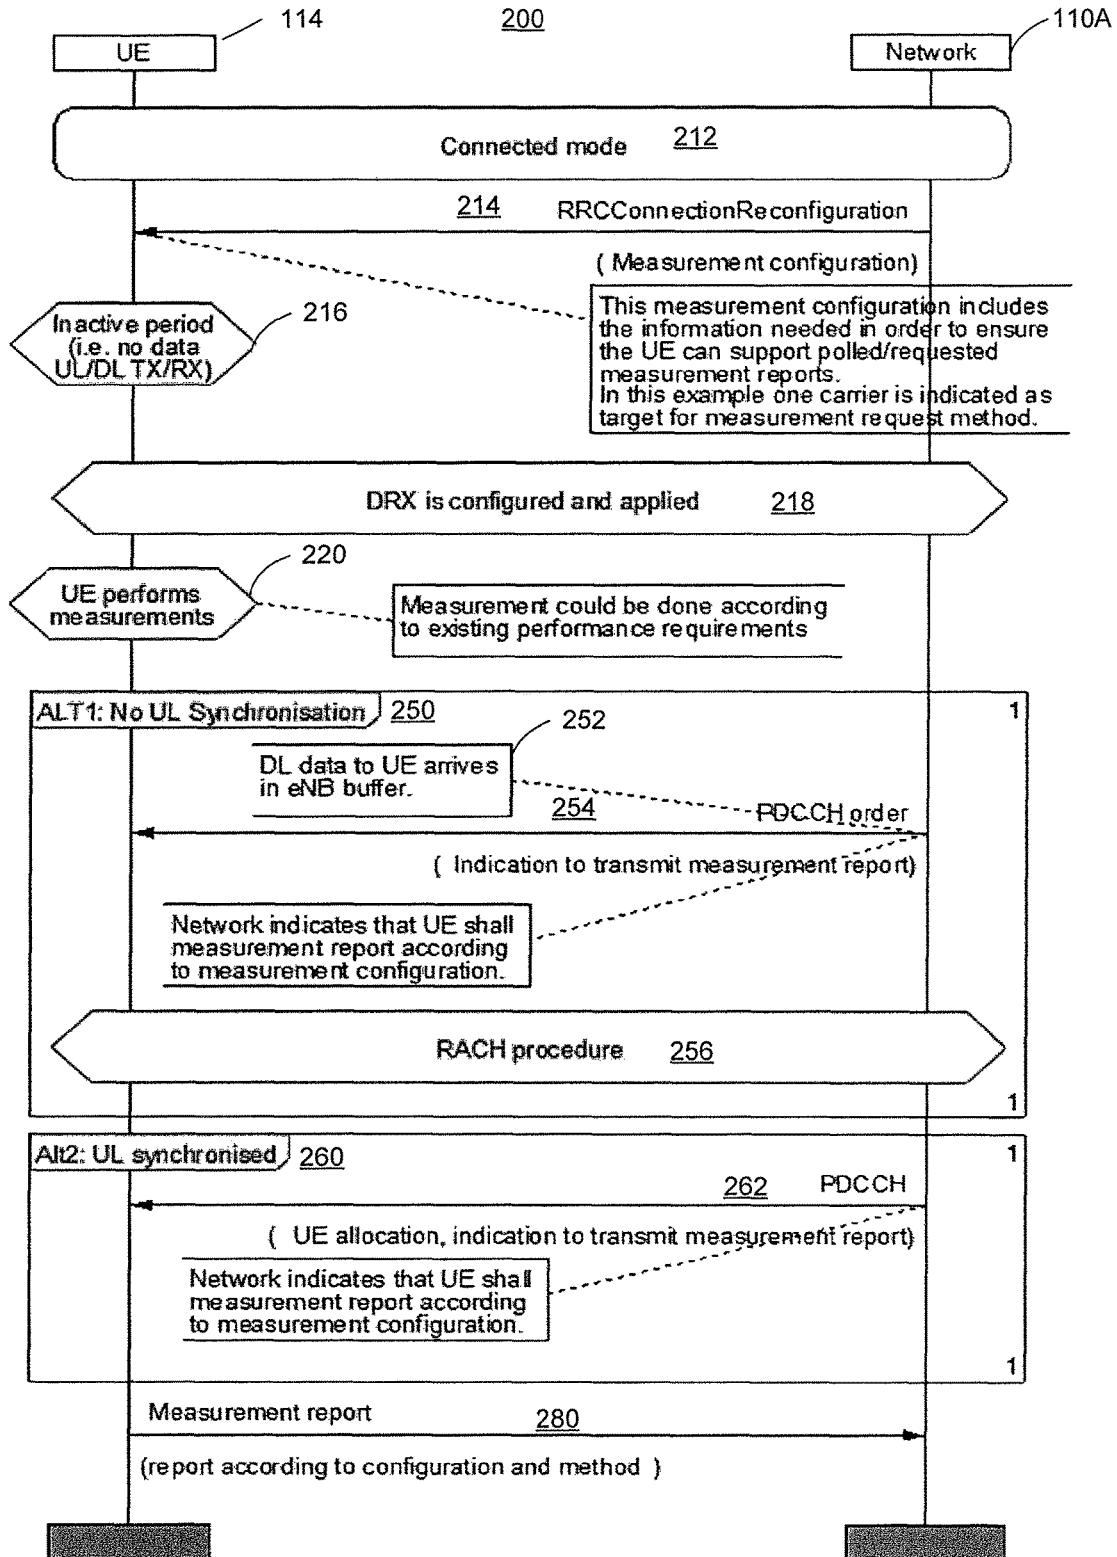 114
200
110A
UE
Network
Connected mode 212
214 RRCConnectionReconfiguration
( Measurement configuration)
Inactive period
(i.e. no data
UL/DL TX/RX)
216
This measurement configuration includes
the information needed in order to ensure
the UE can support polled/requested
measurement reports.
In this example one carrier is indicated as
target for measurement request method.
DRX is configured and applied 218
220
UE performs
measurements
Measurement could be done according
to existing performance requirements
ALT1: No UL Synchronisation 250
1
252
DL data to UE arrives
in eNB buffer.
254 PDCCH order
( Indication to transmit measurement report)
Network indicates that UE shall
measurement report according
to measurement configuration.
RACH procedure 256
1
Alt2: UL synchronised 260
1
262 PDCCH
( UE allocation, indication to transmit measurement report)
Network indicates that UE shall
measurement report according
to measurement configuration.
1
Measurement report 280
(report according to configuration and method )